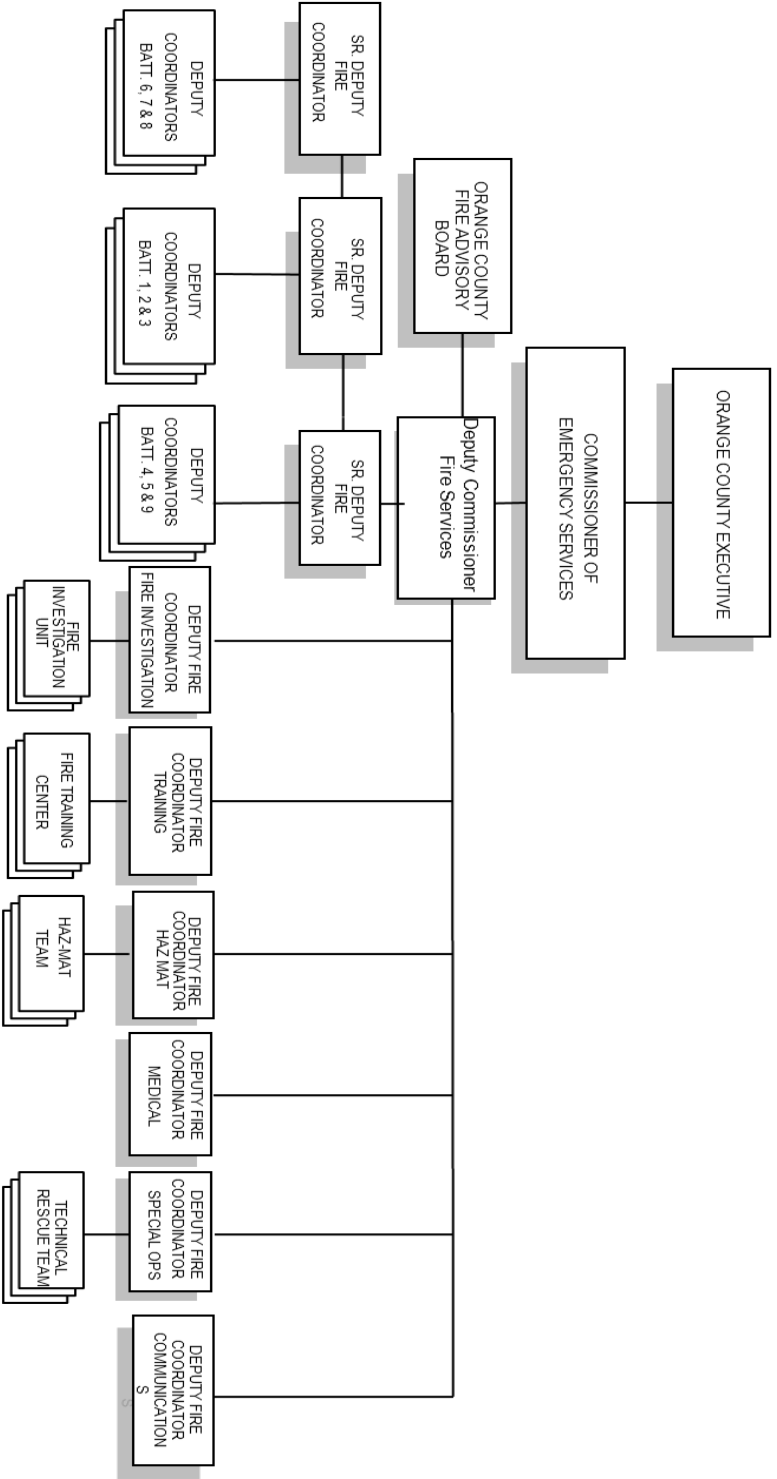 ORANGE COUNTY EXECUTIVE
COMMISSIONER OF
EMERGENCY SERVICES
ORANGE COUNTY
FIRE ADVISORY
BOARD
Deputy Commissioner
Fire Services
SR. DEPUTY
FIRE
COORDINATOR
SR. DEPUTY
FIRE
COORDINATOR
SR. DEPUTY
FIRE
COORDINATOR
DEPUTY
COORDINATORS
BATT. 6, 7 & 8
DEPUTY
COORDINATORS
BATT. 1, 2 & 3
DEPUTY
COORDINATORS
BATT. 4, 5 & 9
DEPUTY FIRE
COORDINATOR
FIRE INVESTIGATION
DEPUTY FIRE
COORDINATOR
TRAINING
DEPUTY FIRE
COORDINATOR
HAZ MAT
DEPUTY FIRE
COORDINATOR
MEDICAL
DEPUTY FIRE
COORDINATOR
SPECIAL OPS
DEPUTY FIRE
COORDINATOR
COMMUNICATION
S
S
FIRE
INVESTIGATION
UNIT
FIRE TRAINING
CENTER
HAZ-MAT
TEAM
TECHNICAL
RESCUE TEAM